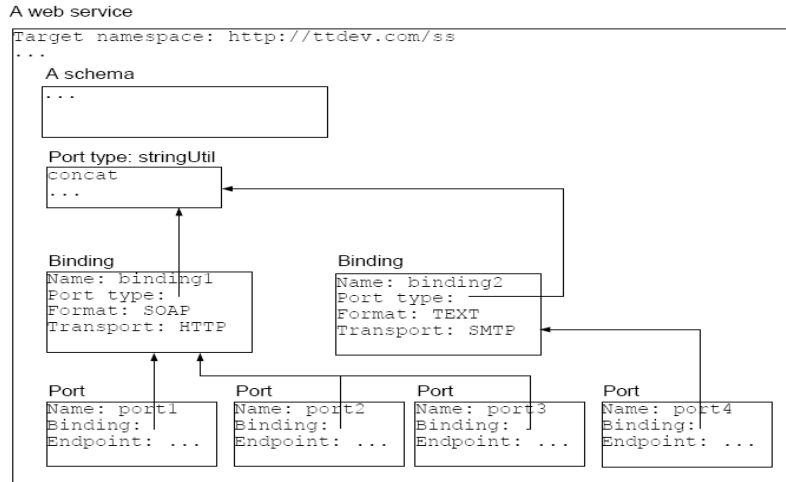 A web service
Target namespace: http://ttdev.com/ss
...
A schema
...
Port type: stringUtil
concat
...
Binding
Name: binding1
Port type:
Format: SOAP
Transport: HTTP
Binding
Name: binding2
Port type:
Format: TEXT
Transport: SMTP
Port
Name: port1
Binding:
Endpoint: ...
Port
Name: port2
Binding:
Endpoint: ...
Port
Name: port3
Binding:
Endpoint: ...
Port
Name: port4
Binding:
Endpoint: ...